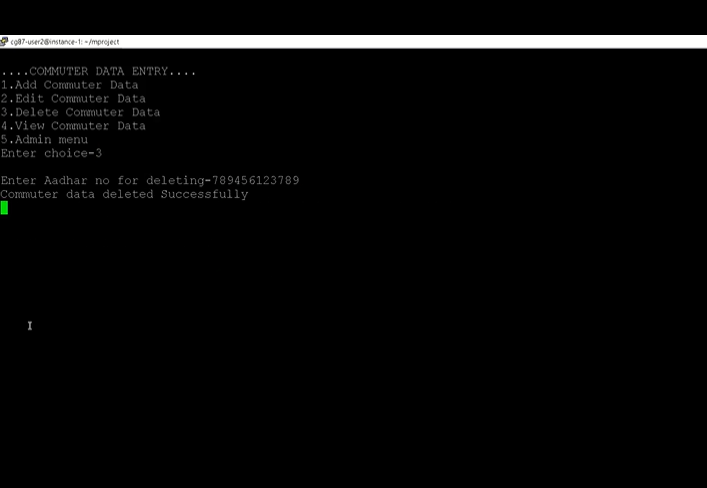 cg87-user2@instance-1: ~/mproject
....COMMUTER DATA ENTRY....
1.Add Commuter Data
2.Edit Commuter Data
3.Delete Commuter Data
4.View Commuter Data
5.Admin menu
Enter choice-3
Enter Aadhar no for deleting-789456123789
Commuter data deleted Successfully